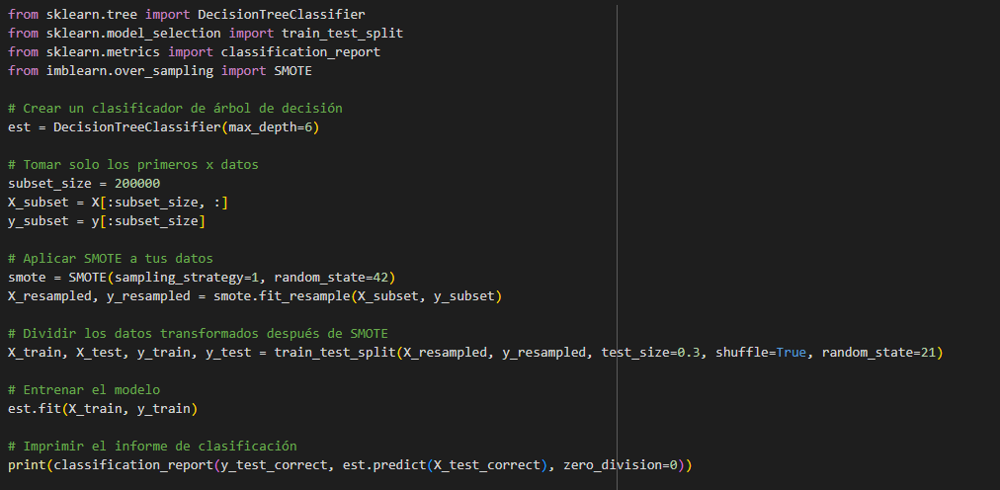 from sklearn.tree import DecisionTreeClassifier
from sklearn.model_selection import train_test_split
from sklearn.metrics import classification_report
from imblearn.over_sampling import SMOTE
# Crear un clasificador de árbol de decisión
est = DecisionTreeClassifier(max_depth=6)
# Tomar solo los primeros x datos
subset_size = 200000
X_subset = X[:subset_size, :]
y_subset = y[:subset_size]
# Aplicar SMOTE a tus datos
smote = SMOTE(sampling_strategy=1, random_state=42)
X_resampled, y_resampled = smote.fit_resample(X_subset, y_subset)
# Dividir los datos transformados después de SMOTE
X_train, X_test, y_train, y_test = train_test_split(X_resampled, y_resampled, test_size=0.3, shuffle=True, random_state=21)
# Entrenar el modelo
est.fit(X_train, y_train)
# Imprimir el informe de clasificación
print(classification_report(y_test_correct, est.predict(X_test_correct), zero_division=0))